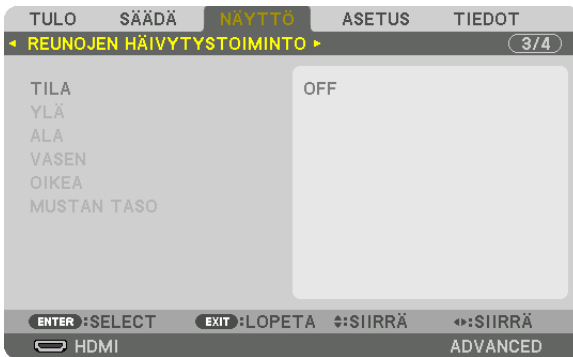 TULO SÄÄDÄ NÄYTTÖ ASETUS TIEDOT
REUNOJEN HÄIVYTYSTOIMINTO 3/4
TILA OFF
YLÄ
ALA
VASEN
OIKEA
MUSTAN TASO
ENTER :SELECT EXIT :LOPETA :SIIRRÄ :SIIRRÄ
HDMI ADVANCED